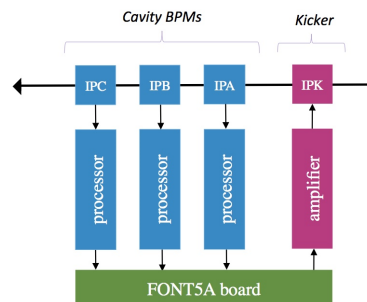 Cavity BPMs
Kicker
IPC
IPB
IPA
IPK
processor
processor
processor
amplifier
FONT5A board